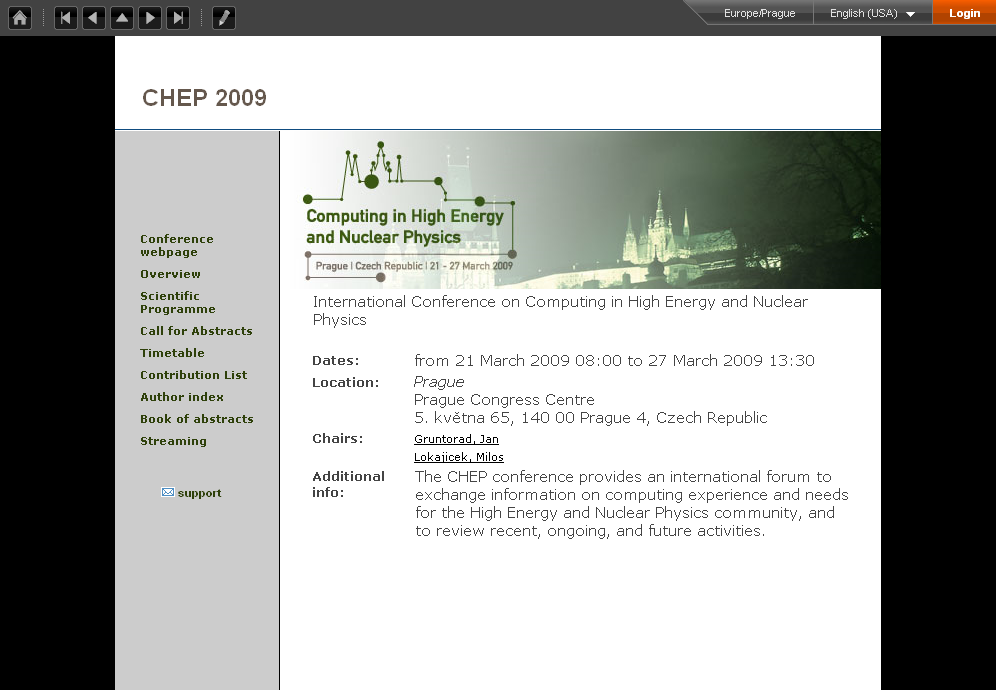 Europe/Prague
English (USA)
Login
CHEP 2009
Computing in High Energy
and Nuclear Physics
Prague | Czech Republic | 21 - 27 March 2009
Conference
webpage
Overview
Scientific
Programme
Call for Abstracts
Timetable
Contribution List
Author index
Book of abstracts
Streaming
support
International Conference on Computing in High Energy and Nuclear
Physics
Dates: from 21 March 2009 08:00 to 27 March 2009 13:30
Location: Prague
Prague Congress Centre
5. května 65, 140 00 Prague 4, Czech Republic
Chairs: Gruntorad, Jan
Lokajicek, Milos
Additional
info:
The CHEP conference provides an international forum to
exchange information on computing experience and needs
for the High Energy and Nuclear Physics community, and
to review recent, ongoing, and future activities.